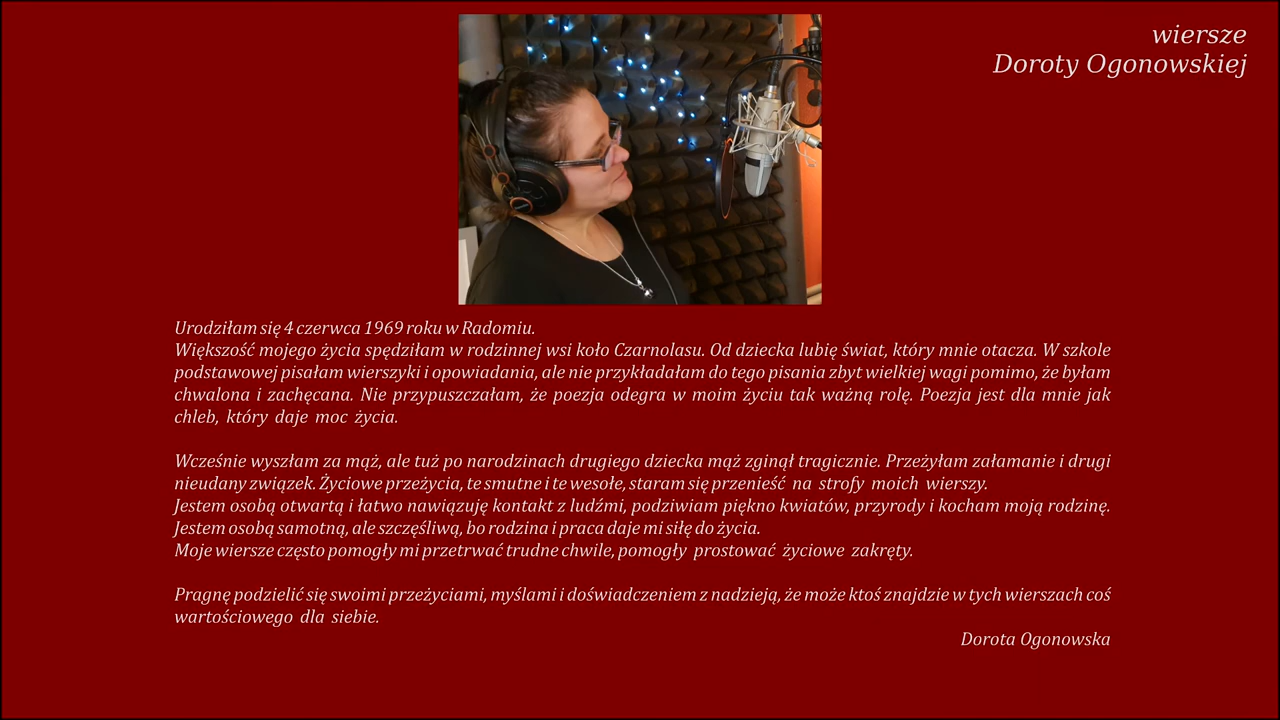 wiersze
Doroty Ogonowskiej
Urodziłam się 4 czerwca 1969 roku w Radomiu.
Większość mojego życia spędziłam w rodzinnej wsi koło Czarnolasu. Od dziecka lubię świat, który mnie otacza. W szkole
podstawowej pisałam wierszyki i opowiadania, ale nie przykładałam do tego pisania zbyt wielkiej wagi pomimo, że byłam
chwalona i zachęcana. Nie przypuszczałam, że poezja odegra w moim życiu tak ważną rolę. Poezja jest dla mnie jak
chleb, który daje moc życia.
Wcześnie wyszłam za mąż, ale tuż po narodzinach drugiego dziecka mąż zginął tragicznie. Przeżyłam załamanie i drugi
nieudany związek. Życiowe przeżycia, te smutne i te wesołe, staram się przenieść na strofy moich wierszy.
Jestem osobą otwartą i łatwo nawiązuję kontakt z ludźmi, podziwiam piękno kwiatów, przyrody i kocham moją rodzinę.
Jestem osobą samotną, ale szczęśliwą, bo rodzina i praca daje mi siłę do życia.
Moje wiersze często pomogły mi przetrwać trudne chwile, pomogły prostować życiowe zakręty.
Pragnę podzielić się swoimi przeżyciami, myślami i doświadczeniem z nadzieją, że może ktoś znajdzie w tych wierszach coś
wartościowego dla siebie.
Dorota Ogonowska